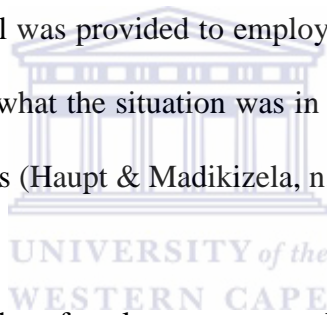 l was provided to employ
what the situation was in
s (Haupt & Madikizela, n
UNIVERSITY of the
WESTERN CAPE